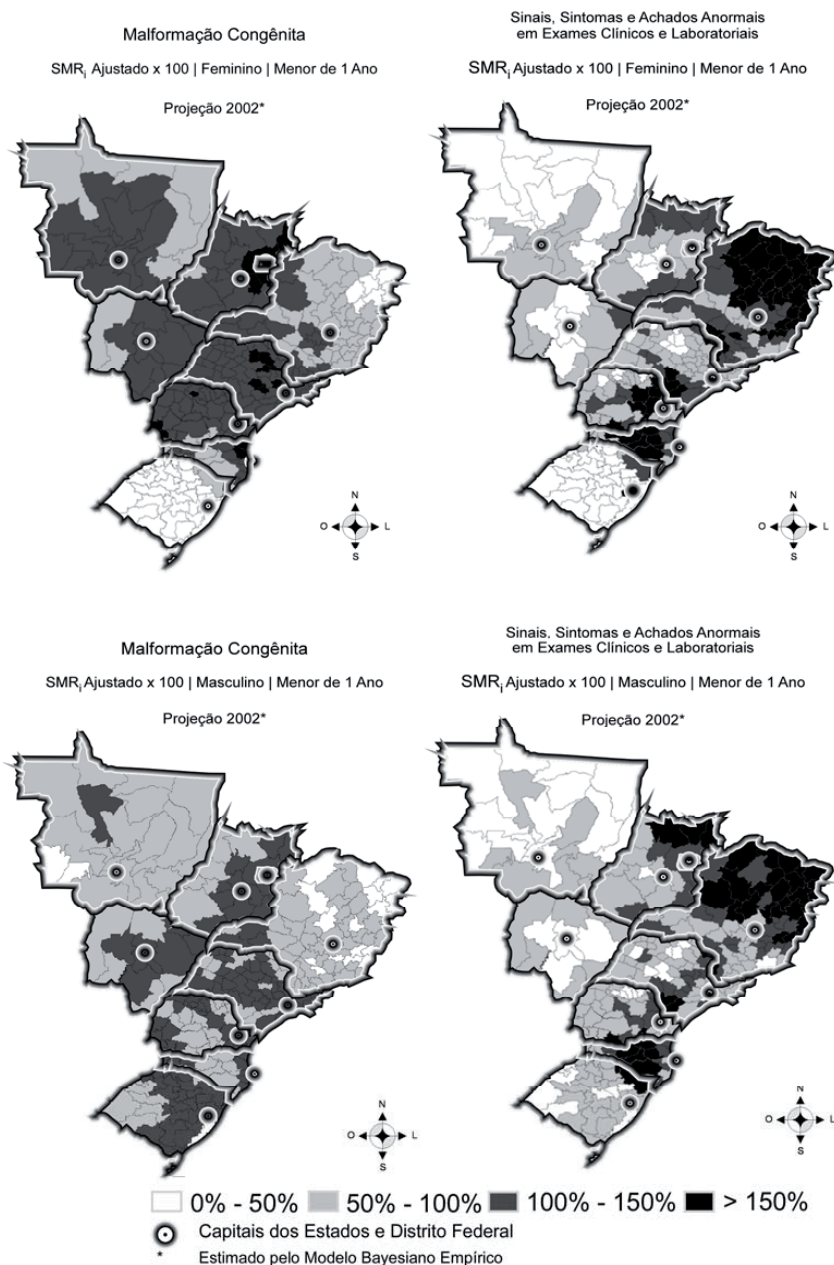 Malformação Congênita
SMRi Ajustado x 100 | Feminino | Menor de 1 Ano
Projeção 2002*
N
O L
S
Sinais, Sintomas e Achados Anormais
em Exames Clínicos e Laboratoriais
SMRi Ajustado x 100 | Feminino | Menor de 1 Ano
Projeção 2002*
N
O L
S
Malformação Congênita
SMRi Ajustado x 100 | Masculino | Menor de 1 Ano
Projeção 2002*
N
O L
S
Sinais, Sintomas e Achados Anormais
em Exames Clínicos e Laboratoriais
SMRi Ajustado x 100 | Masculino | Menor de 1 Ano
Projeção 2002*
N
O L
S
0% - 50% 50% - 100% 100% - 150% > 150%
Capitais dos Estados e Distrito Federal
* Estimado pelo Modelo Bayesiano Empírico